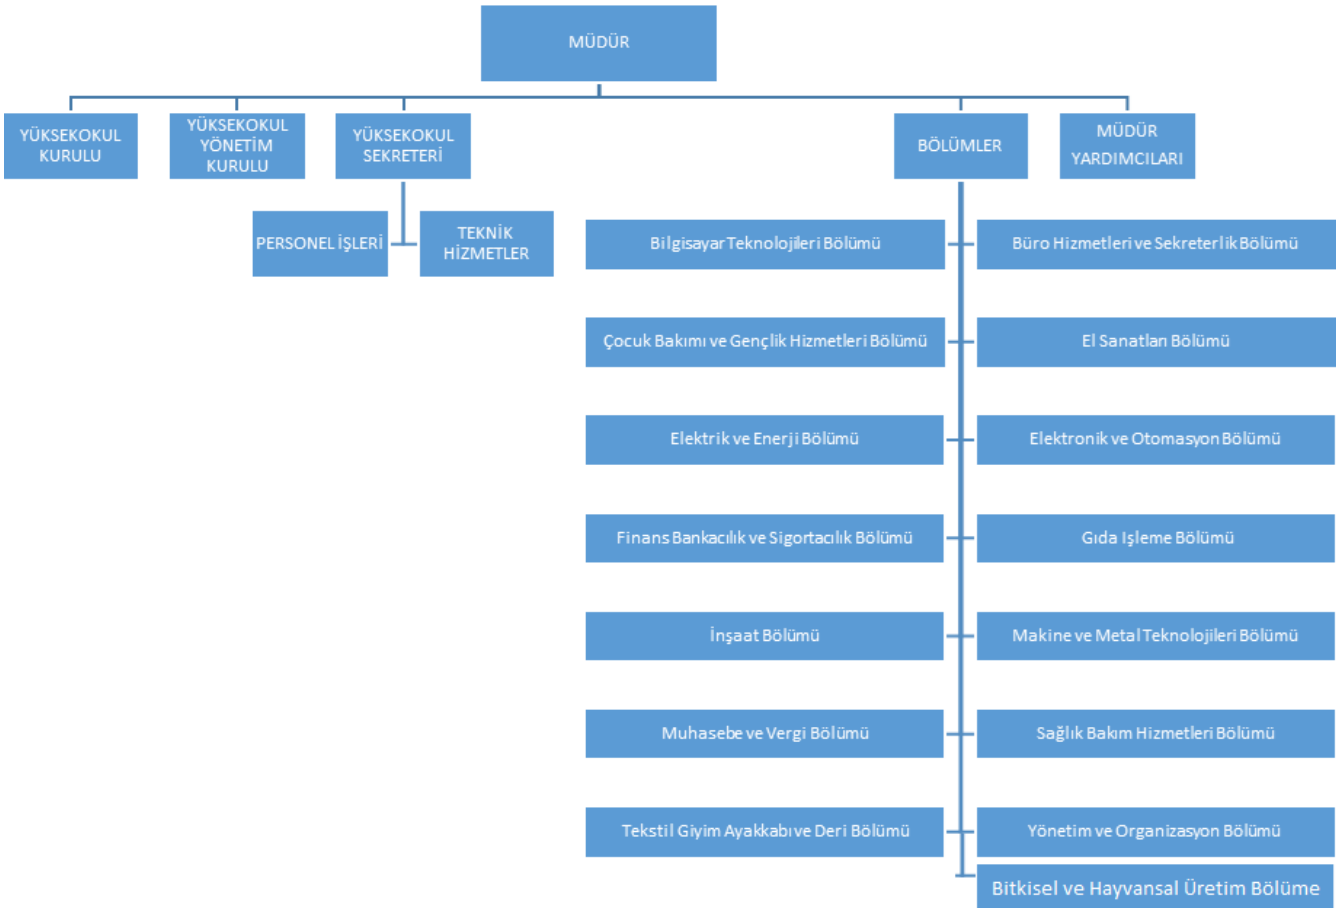 MÜDÜR
YÜKSEKOKUL
KURULU
YÜKSEKOKUL
YÖNETİM
KURULU
YÜKSEKOKUL
SEKRETERİ
BÖLÜMLER
MÜDÜR
YARDIMCILARI
PERSONEL İŞLERİ
TEKNİK
HİZMETLER
Bilgisayar Teknolojileri Bölümü
Büro Hizmetleri ve Sekreterlik Bölümü
Çocuk Bakımı ve Gençlik Hizmetleri Bölümü
El Sanatları Bölümü
Elektrik ve Enerji Bölümü
Elektronik ve Otomasyon Bölümü
Finans Bankacılık ve Sigortacılık Bölümü
Gıda İşleme Bölümü
İnşaat Bölümü
Makine ve Metal Teknolojileri Bölümü
Muhasebe ve Vergi Bölümü
Sağlık Bakım Hizmetleri Bölümü
Tekstil Giyim Ayakkabı ve Deri Bölümü
Yönetim ve Organizasyon Bölümü
Bitkisel ve Hayvansal Üretim Bölüme